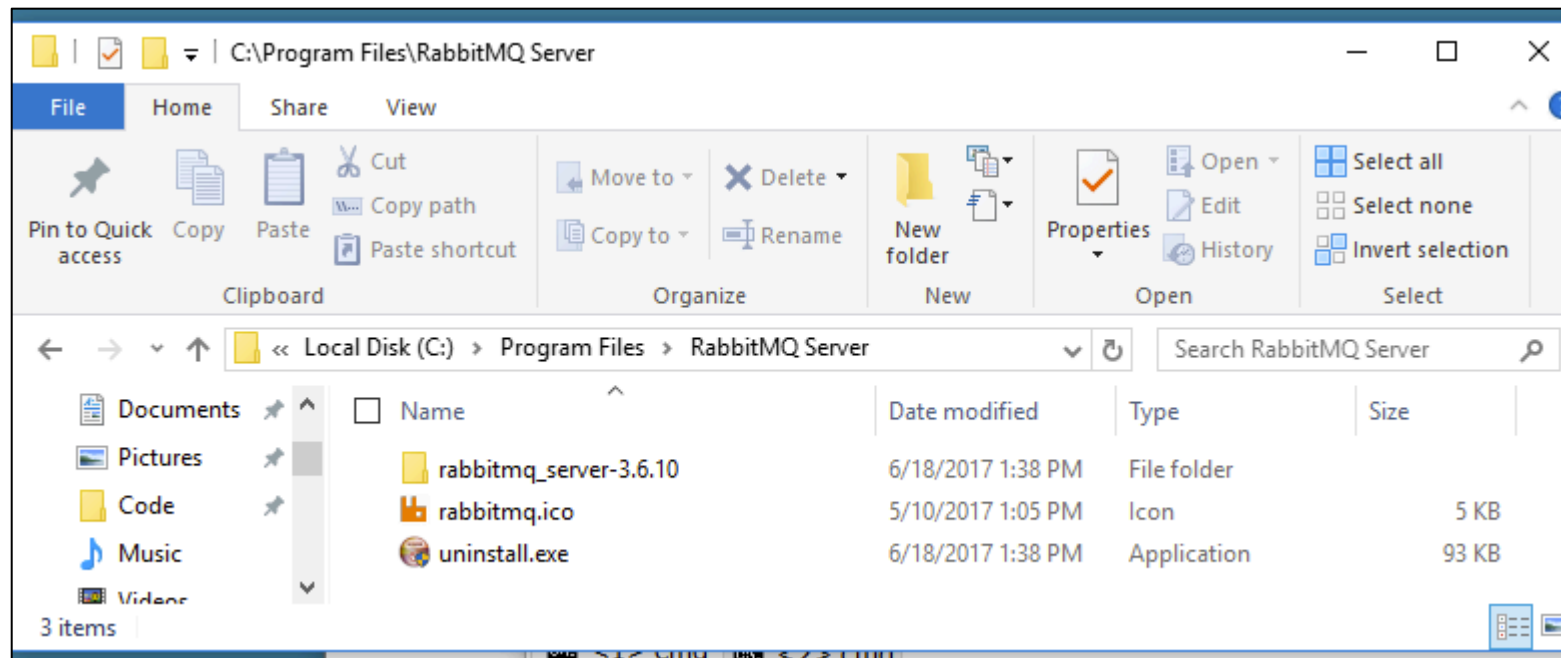 C:\Program Files\RabbitMQ Server
File Home Share View
Pin to Quick access
Copy
Paste
Cut
Copy path
Paste shortcut
Move to
Copy to
Delete
Rename
New folder
Properties
Open
Edit
History
Select all
Select none
Invert selection
Clipboard Organize New Open Select
Local Disk (C:) > Program Files > RabbitMQ Server
Search RabbitMQ Server
Documents
Pictures
Code
Music
Videos
Name Date modified Type Size
rabbitmq_server-3.6.10 6/18/2017 1:38 PM File folder
rabbitmq.ico 5/10/2017 1:05 PM Icon 5 KB
uninstall.exe 6/18/2017 1:38 PM Application 93 KB
3 items